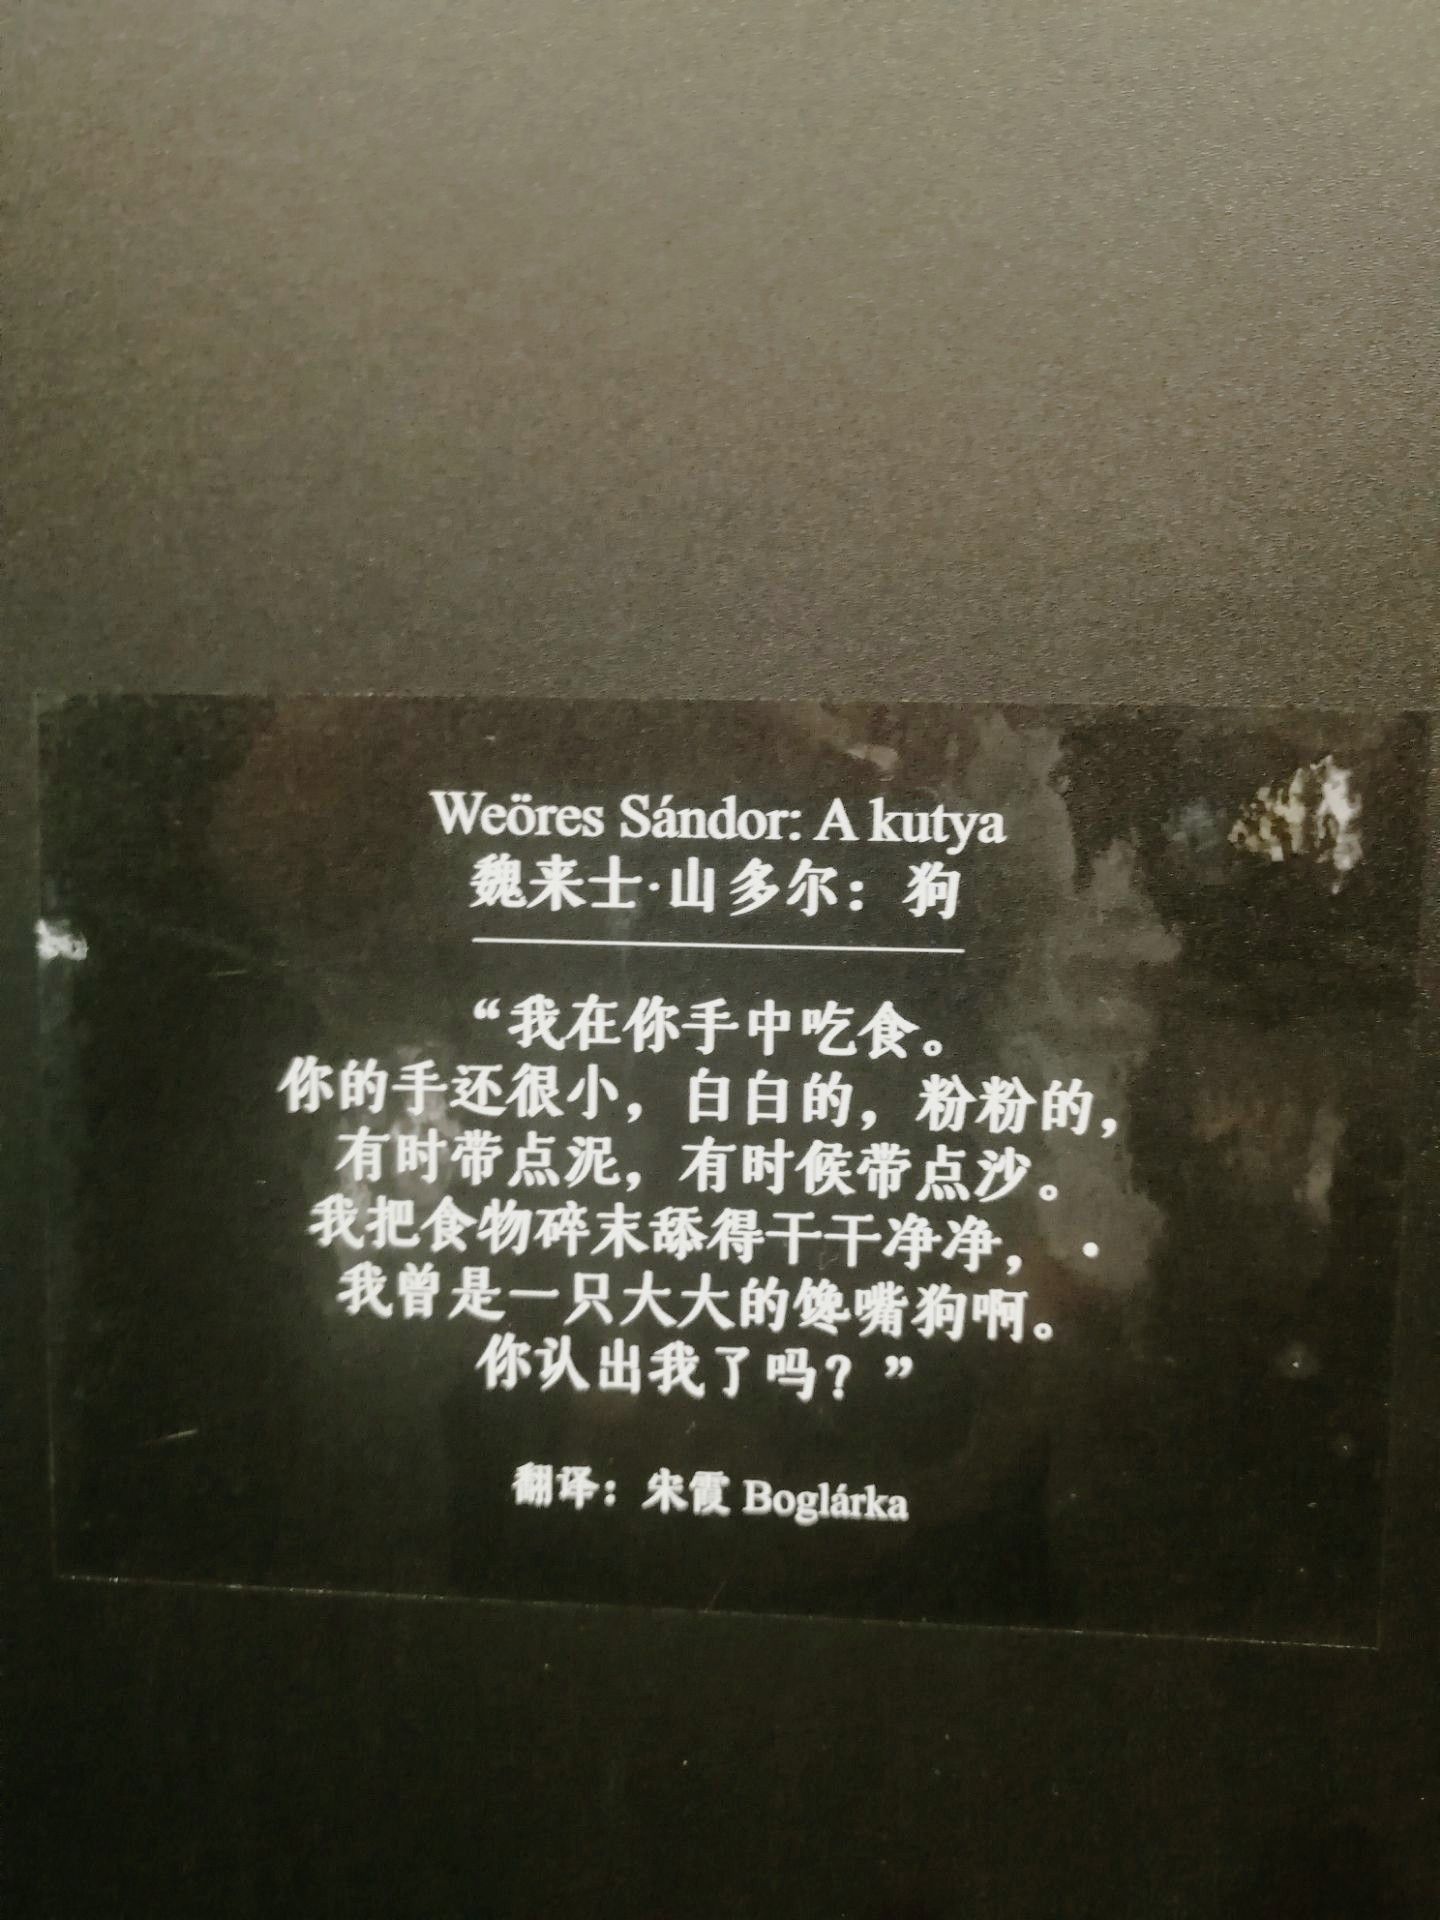 Weöres Sándor: A kutya
魏来士·山多尔：狗
“我在你手中吃食。
你的手还很小，白白的，粉粉的，
有时带点泥，有时候带点沙。
我把食物碎末舔得干干净净，
我曾是一只大大的馋嘴狗啊。
你认出我了吗？”
翻译：宋霞 Boglárka